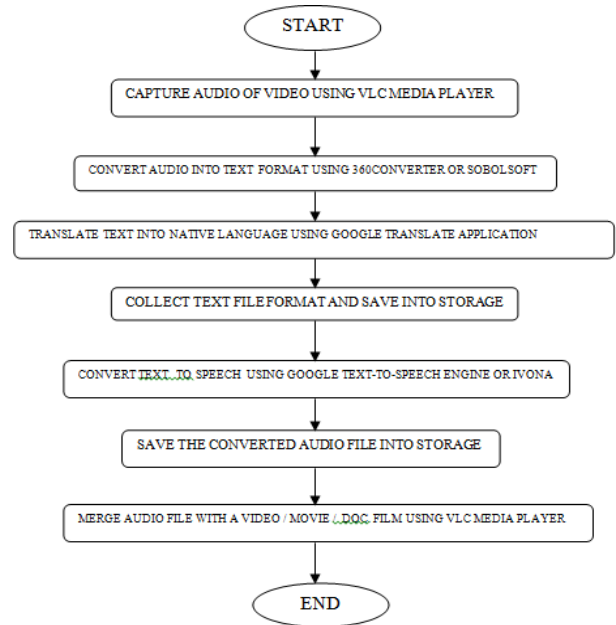 START
CAPTURE AUDIO OF VIDEO USING VLC MEDIA PLAYER
CONVERT AUDIO INTO TEXT FORMAT USING 360CONVERTER OR SOBOLSOFT
TRANSLATE TEXT INTO NATIVE LANGUAGE USING GOOGLE TRANSLATE APPLICATION
COLLECT TEXT FILE FORMAT AND SAVE INTO STORAGE
CONVERT TEXT TO SPEECH USING GOOGLE TEXT-TO-SPEECH ENGINE OR IVONA
SAVE THE CONVERTED AUDIO FILE INTO STORAGE
MERGE AUDIO FILE WITH A VIDEO / MOVIE / DOC FILM USING VLC MEDIA PLAYER
END